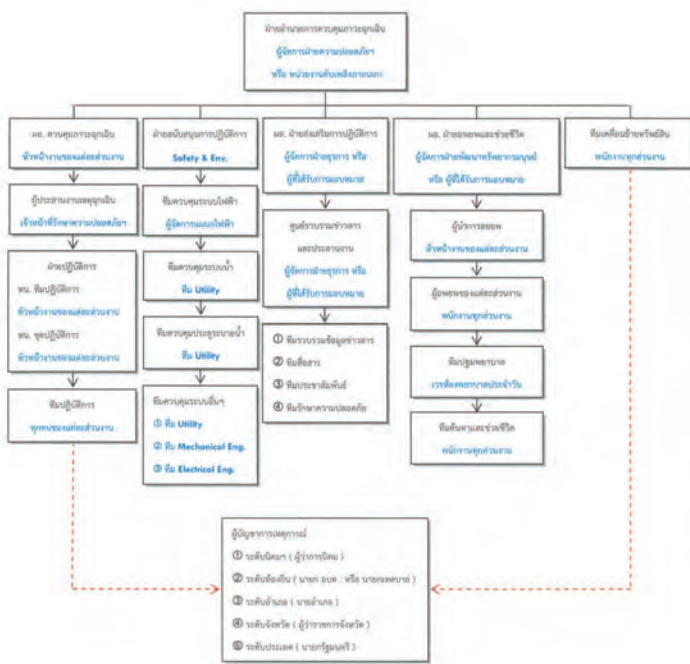 ฝ่ายอำนวยการควบคุมภาวะฉุกเฉิน
ผู้จัดการฝ่ายความปลอดภัยฯ
หรือ หน่วยงานดับเพลิงภายนอก
ผอ. ควบคุมภาวะฉุกเฉิน
หัวหน้างานของแต่ละส่วนงาน
ผู้ประสานงานเหตุฉุกเฉิน
เจ้าหน้าที่รักษาความปลอดภัยฯ
ฝ่ายปฏิบัติการ
หน. ทีมปฏิบัติการ
หัวหน้างานของแต่ละส่วนงาน
หน. ชุดปฏิบัติการ
หัวหน้างานของแต่ละส่วนงาน
ทีมปฏิบัติการ
ทุกคนของแต่ละส่วนงาน
ฝ่ายสนับสนุนการปฏิบัติการ
Safety & Env.
ทีมควบคุมระบบไฟฟ้า
ผู้จัดการแผนกไฟฟ้า
ทีมควบคุมระบบน้ำ
ทีม Utility
ทีมควบคุมประตูระบายน้ำ
ทีม Utility
ทีมควบคุมระบบอื่นๆ
① ทีม Utility
② ทีม Mechanical Eng.
③ ทีม Electrical Eng.
ผอ. ฝ่ายส่งเสริมการปฏิบัติการ
ผู้จัดการฝ่ายธุรการ หรือ
ผู้ที่ได้รับการมอบหมาย
ศูนย์รวบรวมข่าวสาร
และประสานงาน
ผู้จัดการฝ่ายธุรการ หรือ
ผู้ที่ได้รับการมอบหมาย
① ทีมรวบรวมข้อมูลข่าวสาร
② ทีมสื่อสาร
③ ทีมประชาสัมพันธ์
④ ทีมรักษาความปลอดภัย
ผอ. ฝ่ายอพยพและช่วยชีวิต
ผู้จัดการฝ่ายพัฒนาทรัพยากรมนุษย์
หรือ ผู้ที่ได้รับการมอบหมาย
ผู้นำการอพยพ
หัวหน้างานของแต่ละส่วนงาน
ผู้อพยพของแต่ละส่วนงาน
พนักงานทุกส่วนงาน
ทีมปฐมพยาบาล
เวรห้องพยาบาลประจำวัน
ทีมค้นหาและช่วยชีวิต
พนักงานทุกส่วนงาน
ทีมเคลื่อนย้ายทรัพย์สิน
พนักงานทุกส่วนงาน
ผู้บัญชาการเหตุการณ์
① ระดับนิคมฯ ( ผู้ว่าการนิคม )
② ระดับท้องถิ่น ( นายก อบต . หรือ นายกเทศบาล )
③ ระดับอำเภอ ( นายอำเภอ )
④ ระดับจังหวัด ( ผู้ว่าราชการจังหวัด )
⑤ ระดับประเทศ ( นายกรัฐมนตรี )